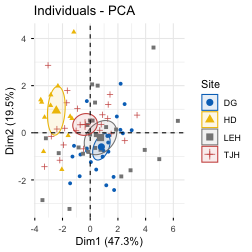 Individuals - PCA
4
2
0
-2
Dim2 (19.5%)
-4
-2
0
2
4
6
Dim1 (47.3%)
Site
DG
HD
LEH
TJH